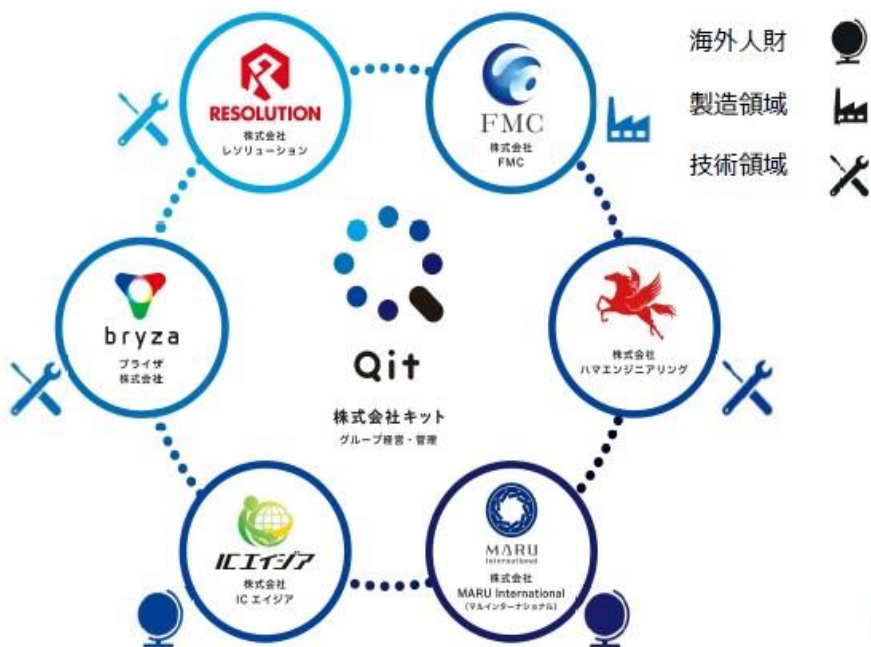 RESOLUTION
株式会社
レソリューション
FMC
株式会社
FMC
海外人財
製造領域
技術領域
bryza
ブライザ
株式会社
Qit
株式会社キット
グループ経営・管理
株式会社
ハマエンジニアリング
ICエイジア
株式会社
IC エイジア
MARU
International
株式会社
MARU International
(マルインターナショナル)